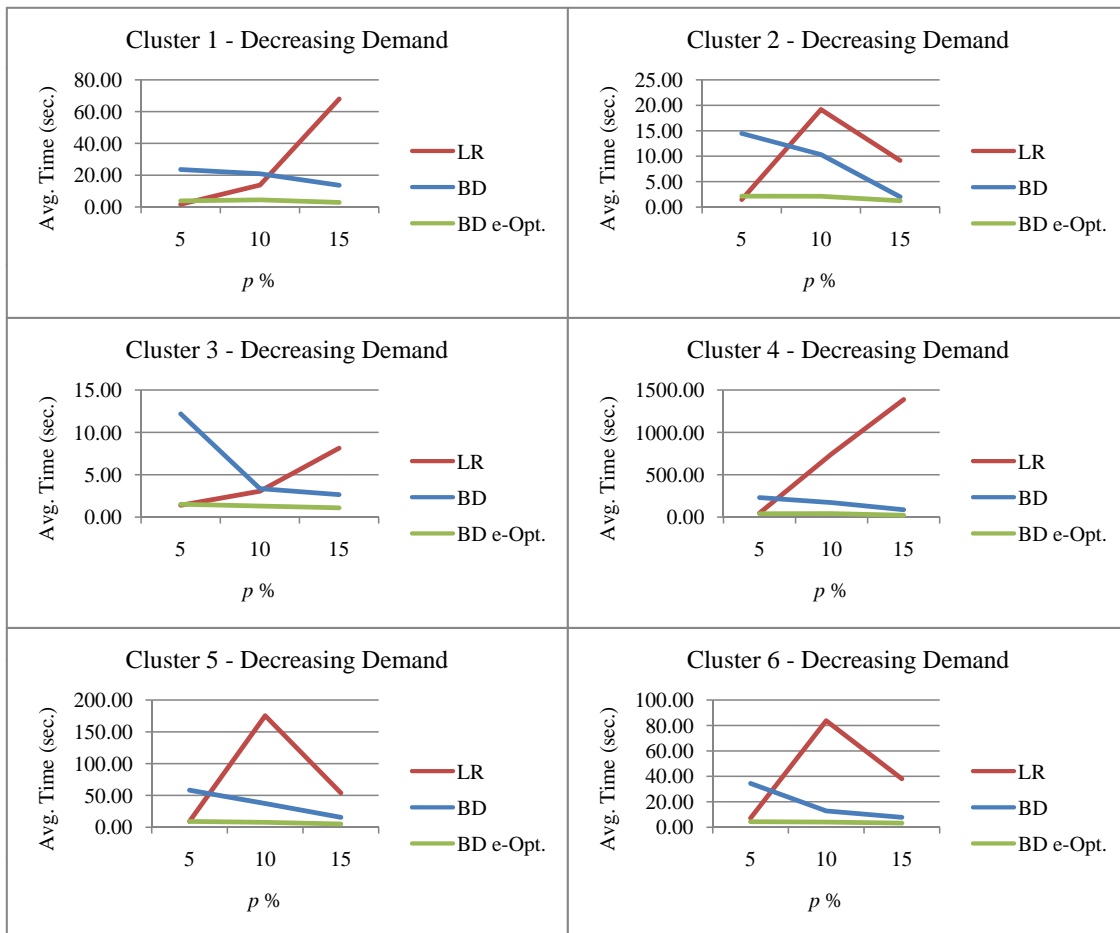 Cluster 1 - Decreasing Demand
Avg. Time (sec.)
80.00
60.00
40.00
20.00
0.00
5 10 15
p %
LR
BD
BD e-Opt.
Cluster 2 - Decreasing Demand
Avg. Time (sec.)
25.00
20.00
15.00
10.00
5.00
0.00
5 10 15
p %
LR
BD
BD e-Opt.
Cluster 3 - Decreasing Demand
Avg. Time (sec.)
15.00
10.00
5.00
0.00
5 10 15
p %
LR
BD
BD e-Opt.
Cluster 4 - Decreasing Demand
Avg. Time (sec.)
1500.00
1000.00
500.00
0.00
5 10 15
p %
LR
BD
BD e-Opt.
Cluster 5 - Decreasing Demand
Avg. Time (sec.)
200.00
150.00
100.00
50.00
0.00
5 10 15
p %
LR
BD
BD e-Opt.
Cluster 6 - Decreasing Demand
Avg. Time (sec.)
100.00
80.00
60.00
40.00
20.00
0.00
5 10 15
p %
LR
BD
BD e-Opt.